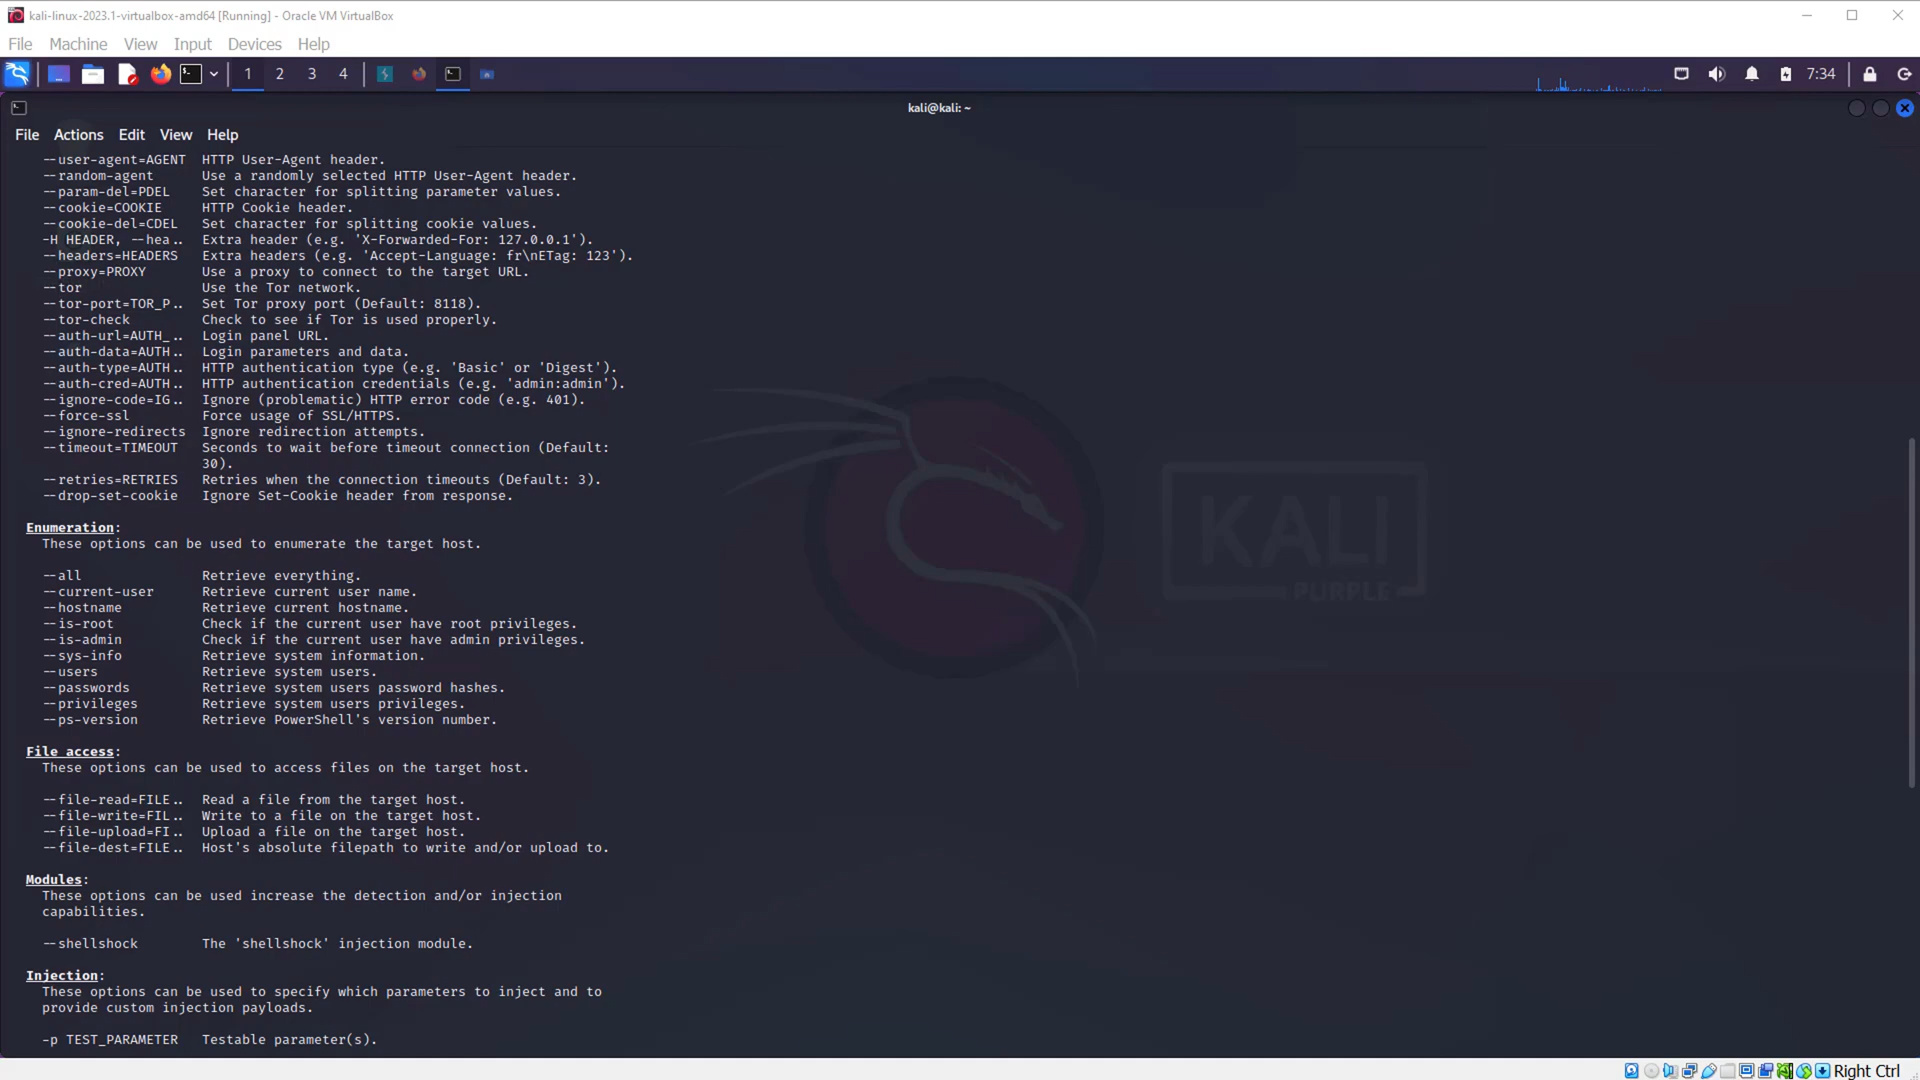 kali-linux-2023.1-virtualbox-amd64 [Running] - Oracle VM VirtualBox
File Machine View Input Devices Help
1 2 3 4 7:34
kali@kali: ~
File Actions Edit View Help
--user-agent=AGENT HTTP User-Agent header.
--random-agent Use a randomly selected HTTP User-Agent header.
--param-del=PDEL Set character for splitting parameter values.
--cookie=COOKIE HTTP Cookie header.
--cookie-del=CDEL Set character for splitting cookie values.
-H HEADER, --hea.. Extra header (e.g. 'X-Forwarded-For: 127.0.0.1').
--headers=HEADERS Extra headers (e.g. 'Accept-Language: fr\nETag: 123').
--proxy=PROXY Use a proxy to connect to the target URL.
--tor Use the Tor network.
--tor-port=TOR_P.. Set Tor proxy port (Default: 8118).
--tor-check Check to see if Tor is used properly.
--auth-url=AUTH_.. Login panel URL.
--auth-data=AUTH.. Login parameters and data.
--auth-type=AUTH.. HTTP authentication type (e.g. 'Basic' or 'Digest').
--auth-cred=AUTH.. HTTP authentication credentials (e.g. 'admin:admin').
--ignore-code=IG.. Ignore (problematic) HTTP error code (e.g. 401).
--force-ssl Force usage of SSL/HTTPS.
--ignore-redirects Ignore redirection attempts.
--timeout=TIMEOUT Seconds to wait before timeout connection (Default:
30).
--retries=RETRIES Retries when the connection timeouts (Default: 3).
--drop-set-cookie Ignore Set-Cookie header from response.
Enumeration:
These options can be used to enumerate the target host.
--all Retrieve everything.
--current-user Retrieve current user name.
--hostname Retrieve current hostname.
--is-root Check if the current user have root privileges.
--is-admin Check if the current user have admin privileges.
--sys-info Retrieve system information.
--users Retrieve system users.
--passwords Retrieve system users password hashes.
--privileges Retrieve system users privileges.
--ps-version Retrieve PowerShell's version number.
File access:
These options can be used to access files on the target host.
--file-read=FILE.. Read a file from the target host.
--file-write=FIL.. Write to a file on the target host.
--file-upload=FI.. Upload a file on the target host.
--file-dest=FILE.. Host's absolute filepath to write and/or upload to.
Modules:
These options can be used increase the detection and/or injection
capabilities.
--shellshock The 'shellshock' injection module.
Injection:
These options can be used to specify which parameters to inject and to
provide custom injection payloads.
-p TEST_PARAMETER Testable parameter(s).
KALI
PURPLE
Right Ctrl